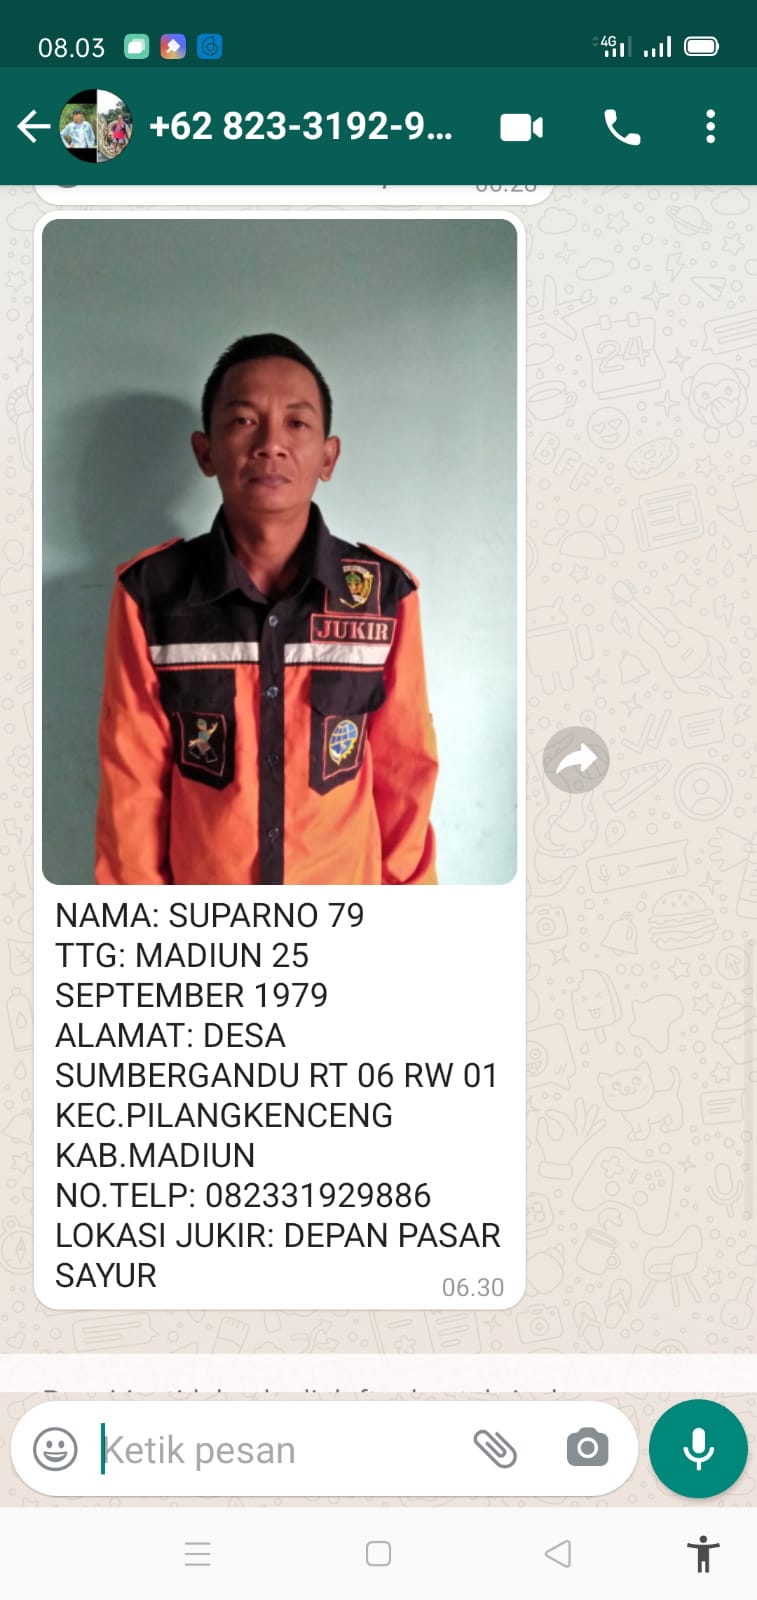 08.03
4G
+62 823-3192-9...
JUKIR
NAMA: SUPARNO 79
TTG: MADIUN 25
SEPTEMBER 1979
ALAMAT: DESA
SUMBERGANDU RT 06 RW 01
KEC.PILANGKENCENG
KAB.MADIUN
NO.TELP: 082331929886
LOKASI JUKIR: DEPAN PASAR
SAYUR
06.30
Ketik pesan